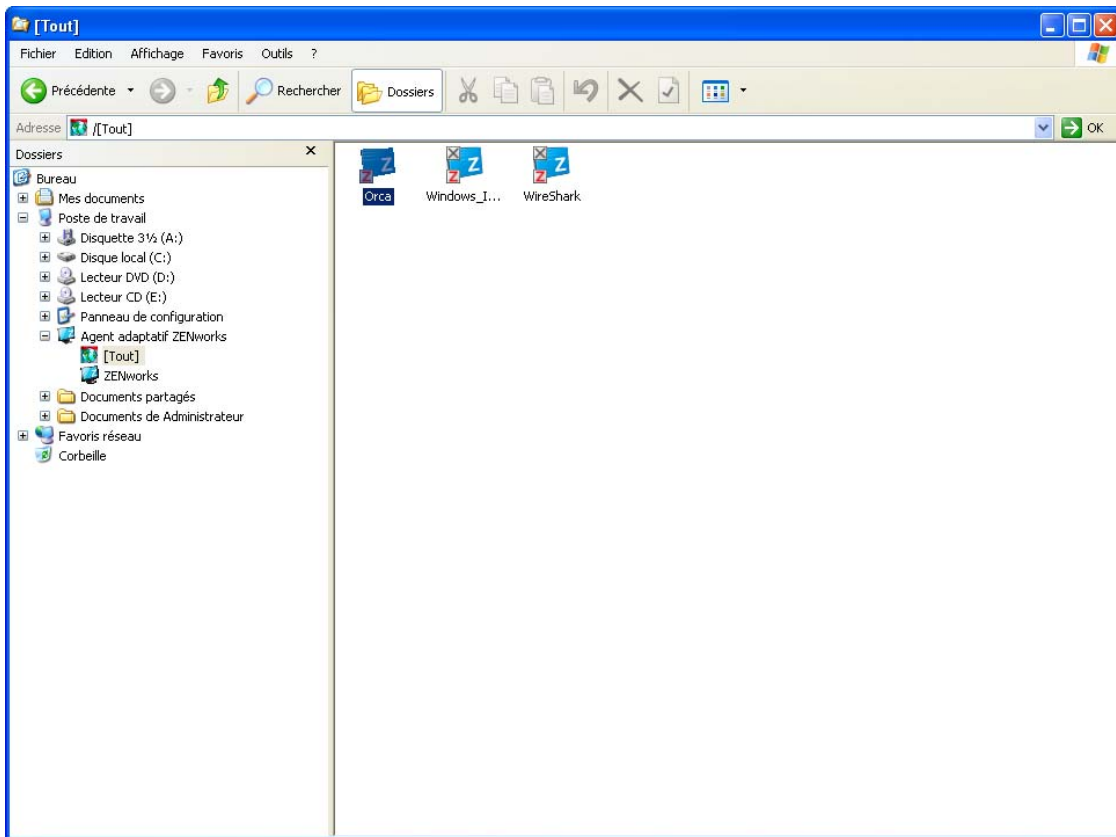 [Tout]
Fichier Edition Affichage Favoris Outils ?
Précédente Rechercher Dossiers
Adresse /[Tout] OK
Dossiers
Bureau
Mes documents
Poste de travail
Disquette 3½ (A:)
Disque local (C:)
Lecteur DVD (D:)
Lecteur CD (E:)
Panneau de configuration
Agent adaptatif ZENworks
[Tout]
ZENworks
Documents partagés
Documents de Administrateur
Favoris réseau
Corbeille
Orca Windows_I... WireShark